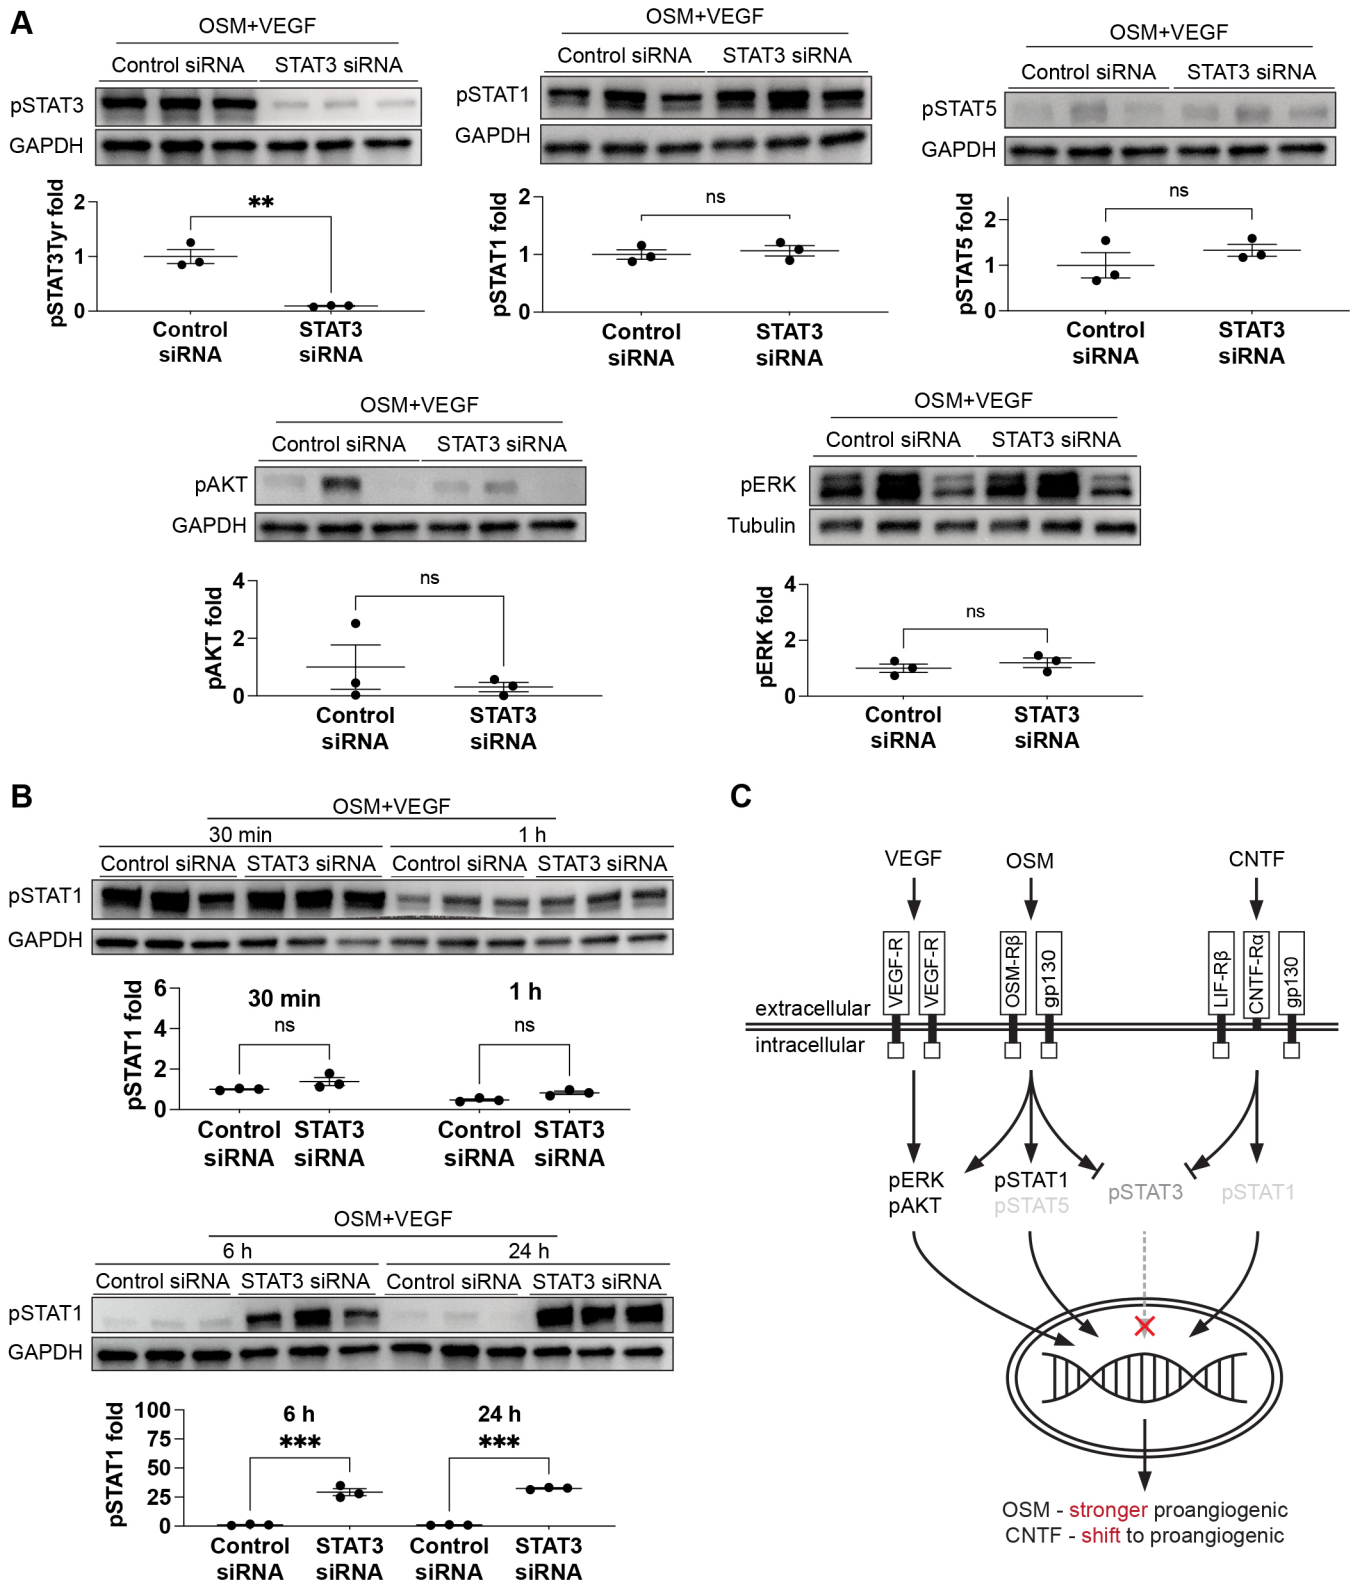 A
OSM+VEGF
Control siRNA STAT3 siRNA
pSTAT3
GAPDH
pSTAT3Tyr fold
2
1
0
**
Control siRNA
STAT3 siRNA
OSM+VEGF
Control siRNA STAT3 siRNA
pSTAT1
GAPDH
pSTAT1 fold
2
1
0
ns
Control siRNA
STAT3 siRNA
OSM+VEGF
Control siRNA STAT3 siRNA
pSTAT5
GAPDH
pSTAT5 fold
2
1
0
ns
Control siRNA
STAT3 siRNA
OSM+VEGF
Control siRNA STAT3 siRNA
pAKT
GAPDH
pAKT fold
4
2
0
ns
Control siRNA
STAT3 siRNA
OSM+VEGF
Control siRNA STAT3 siRNA
pERK
Tubulin
pERK fold
4
2
0
ns
Control siRNA
STAT3 siRNA
B
OSM+VEGF
30 min 1 h
Control siRNA STAT3 siRNA Control siRNA STAT3 siRNA
pSTAT1
GAPDH
pSTAT1 fold
6
4
2
0
30 min 1 h
ns ns
Control STAT3 Control STAT3
siRNA siRNA siRNA siRNA
OSM+VEGF
6 h 24 h
Control siRNA STAT3 siRNA Control siRNA STAT3 siRNA
pSTAT1
GAPDH
pSTAT1 fold
100
75
50
25
0
6 h 24 h
*** ***
Control STAT3 Control STAT3
siRNA siRNA siRNA siRNA
C
VEGF OSM CNTF
VEGF-R
VEGF-R
OSM-Rβ
gp130
LIF-Rβ
CNTF-Rα
gp130
extracellular
intracellular
pERK pSTAT1 pSTAT3 pSTAT1
pAKT pSTAT5
OSM - stronger proangiogenic
CNTF - shift to proangiogenic